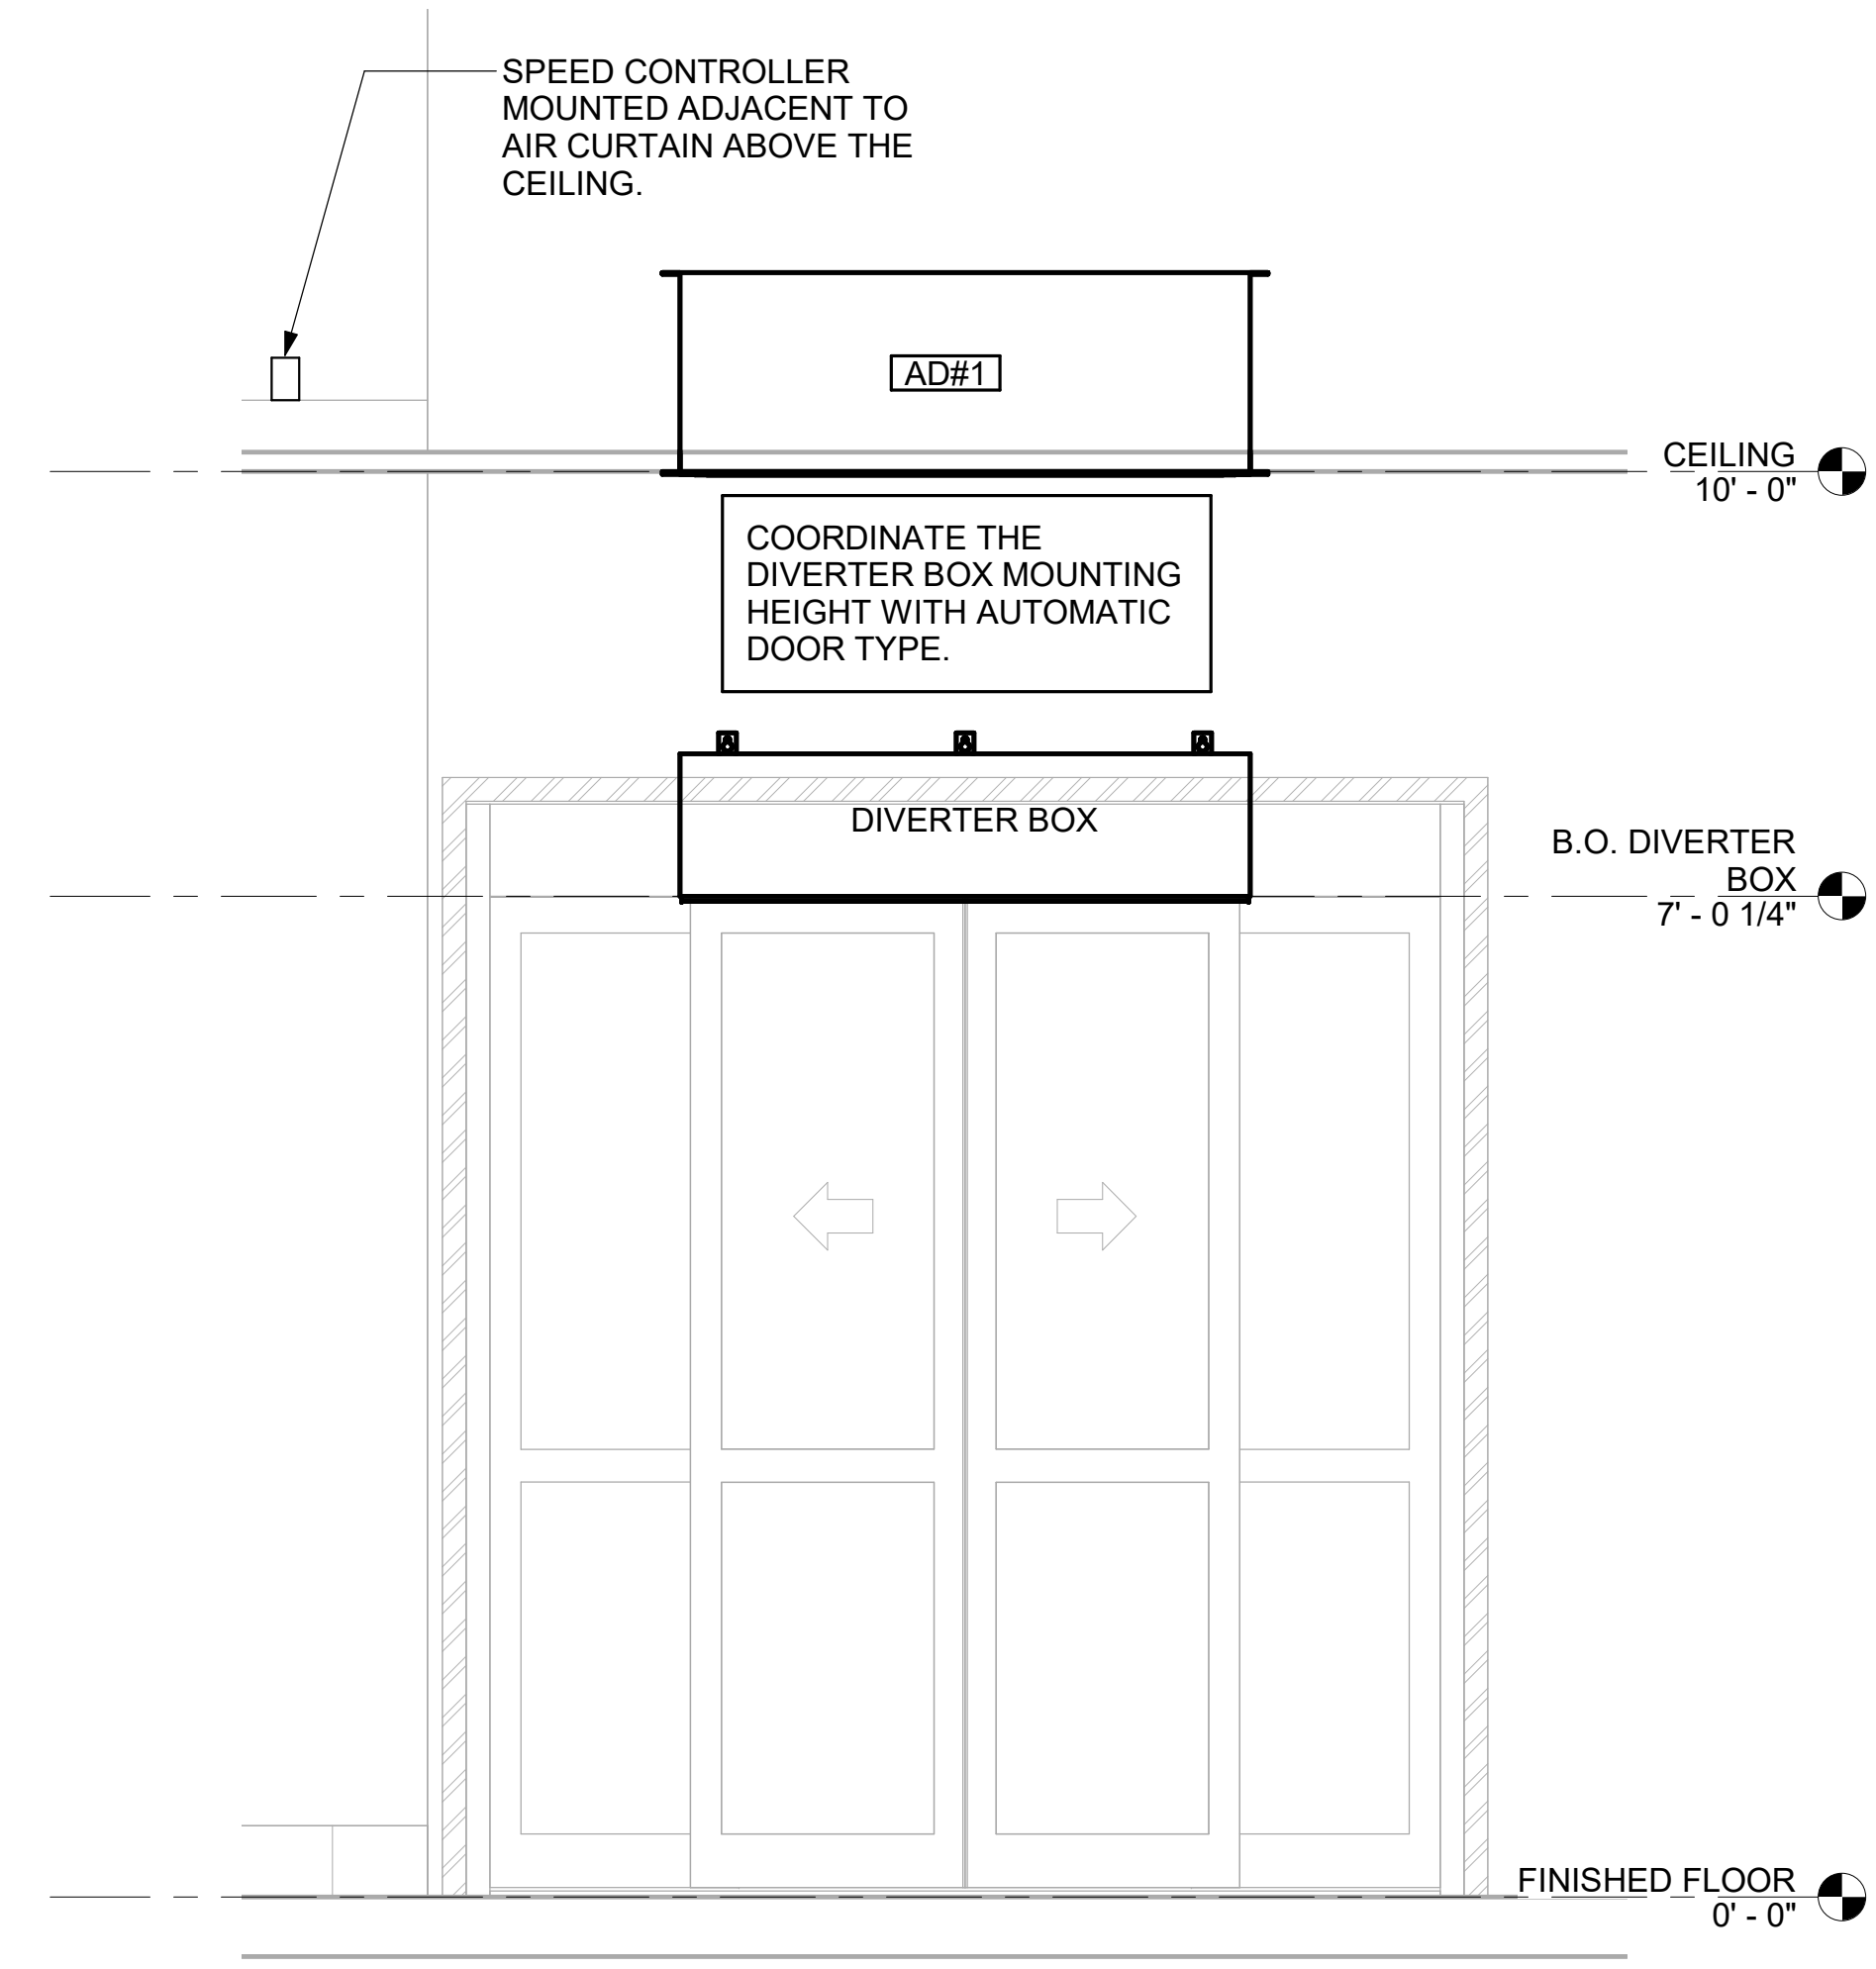 SPEED CONTROLLER
MOUNTED ADJACENT TO
AIR CURTAIN ABOVE THE
CEILING.
AD#1
CEILING
10' - 0"
COORDINATE THE
DIVERTER BOX MOUNTING
HEIGHT WITH AUTOMATIC
DOOR TYPE.
DIVERTER BOX
B.O. DIVERTER
BOX
7' - 0 1/4"
FINISHED FLOOR
0' - 0"